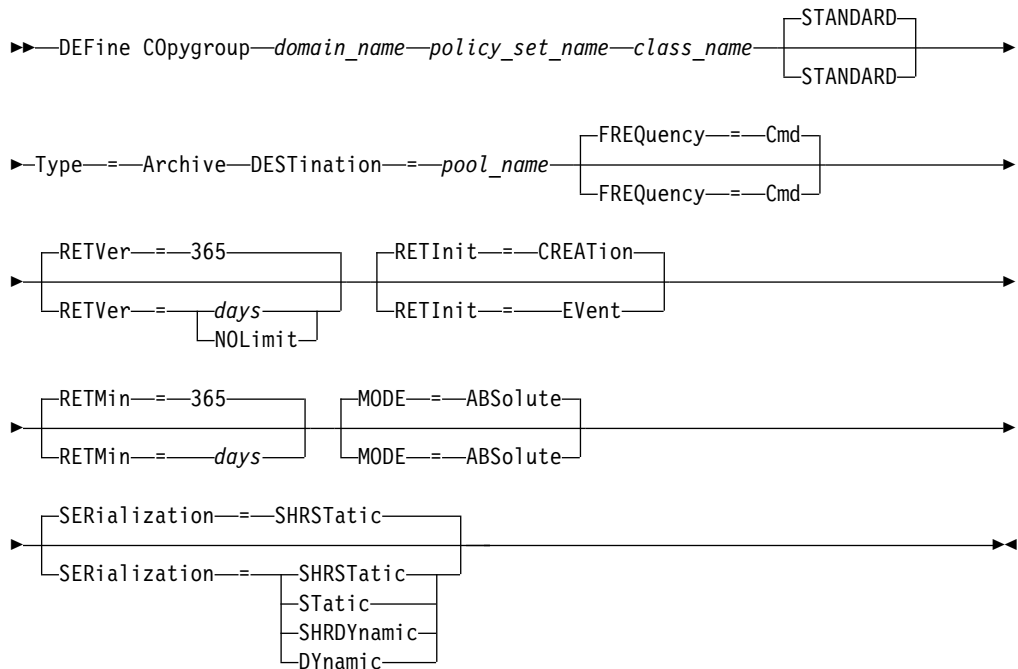 STANDARD
DEFine COpygroup domain_name policy_set_name class_name
STANDARD
FREQuency = Cmd
Type = Archive DESTination = pool_name
FREQuency = Cmd
RETVer = 365 RETInit = CREATion
RETVer = days RETInit = EVent
NOLimit
RETMin = 365 MODE = ABSolute
RETMin = days MODE = ABSolute
SERialization = SHRSTatic
SERialization = SHRSTatic
STatic
SHRDYnamic
DYnamic